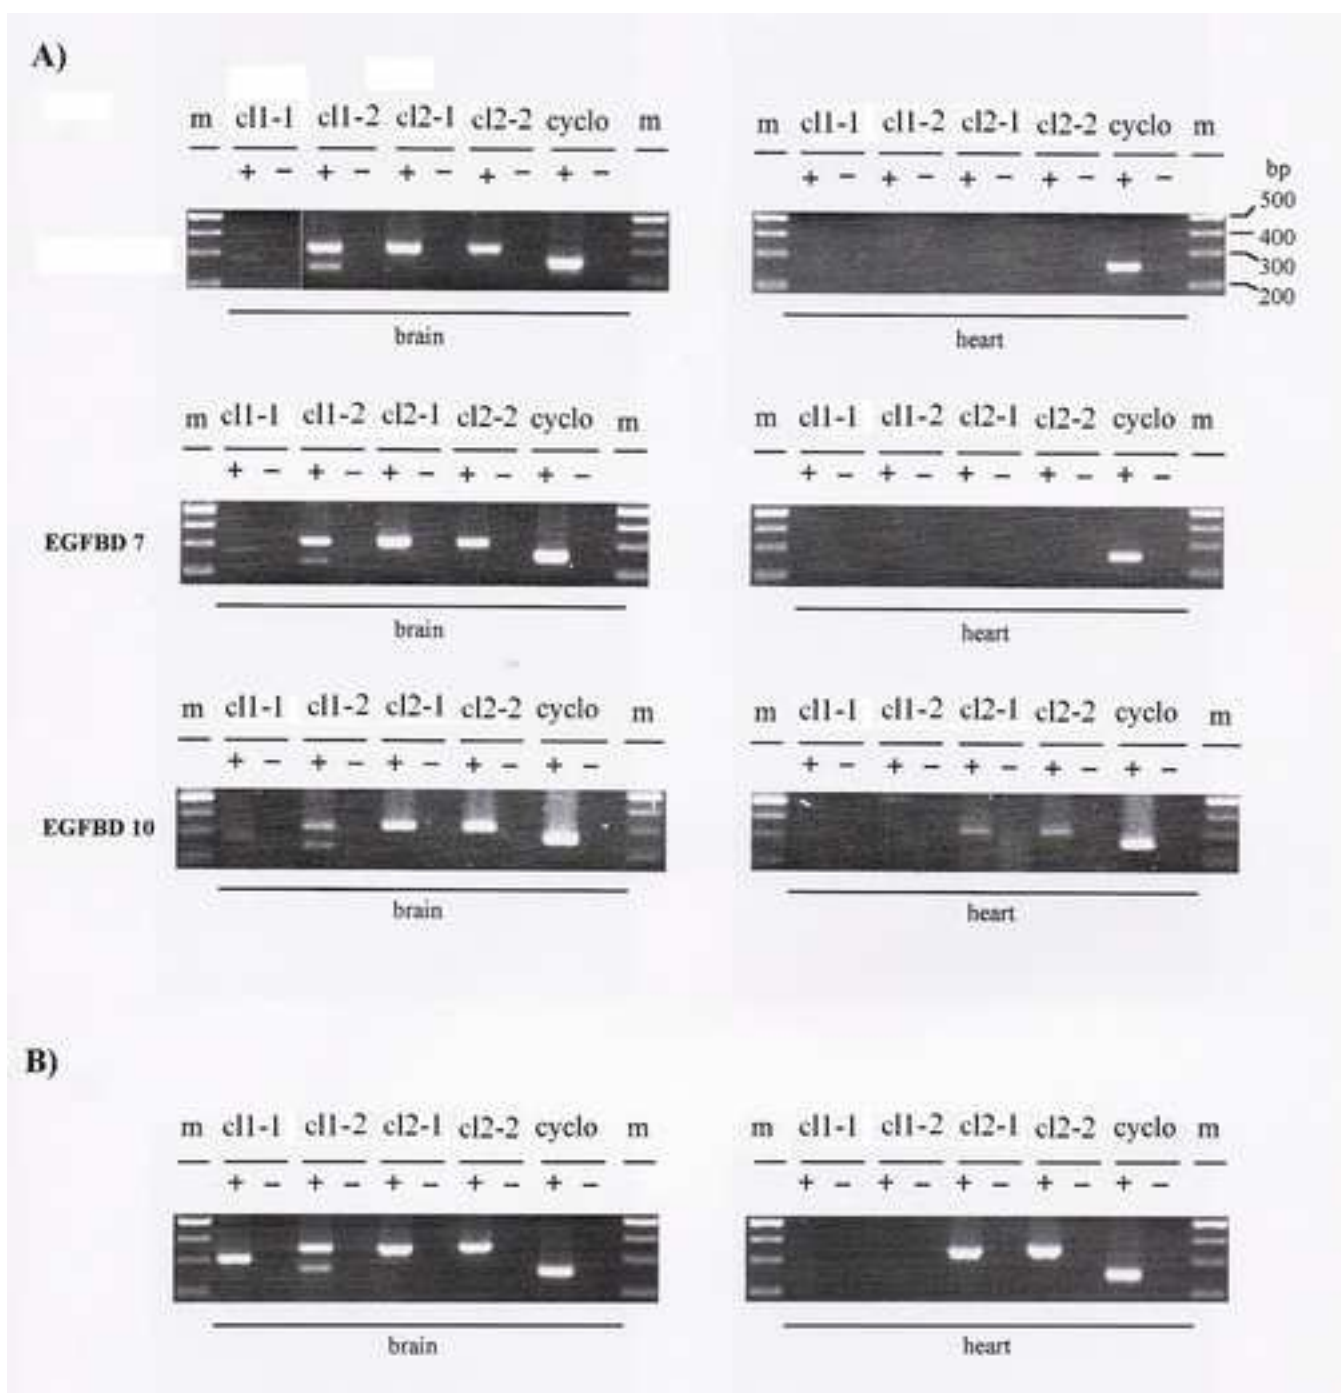 A)
m cl1-1 cl1-2 cl2-1 cl2-2 cyclo m
+ − + − + − + − + −
brain
m cl1-1 cl1-2 cl2-1 cl2-2 cyclo m
+ − + − + − + − + −
bp
500
400
300
200
heart
m cl1-1 cl1-2 cl2-1 cl2-2 cyclo m
+ − + − + − + − + −
EGFBD 7
brain
m cl1-1 cl1-2 cl2-1 cl2-2 cyclo m
+ − + − + − + − + −
heart
m cl1-1 cl1-2 cl2-1 cl2-2 cyclo m
+ − + − + − + − + −
EGFBD 10
brain
m cl1-1 cl1-2 cl2-1 cl2-2 cyclo m
+ − + − + − + − + −
heart
B)
m cl1-1 cl1-2 cl2-1 cl2-2 cyclo m
+ − + − + − + − + −
brain
m cl1-1 cl1-2 cl2-1 cl2-2 cyclo m
+ − + − + − + − + −
heart